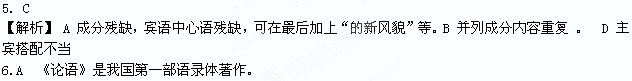 5. C
【解析】 A 成分残缺，宾语中心语残缺，可在最后加上“的新风貌”等。B 并列成分内容重复 。 D 主
宾搭配不当
6.A 《论语》是我国第一部语录体著作。